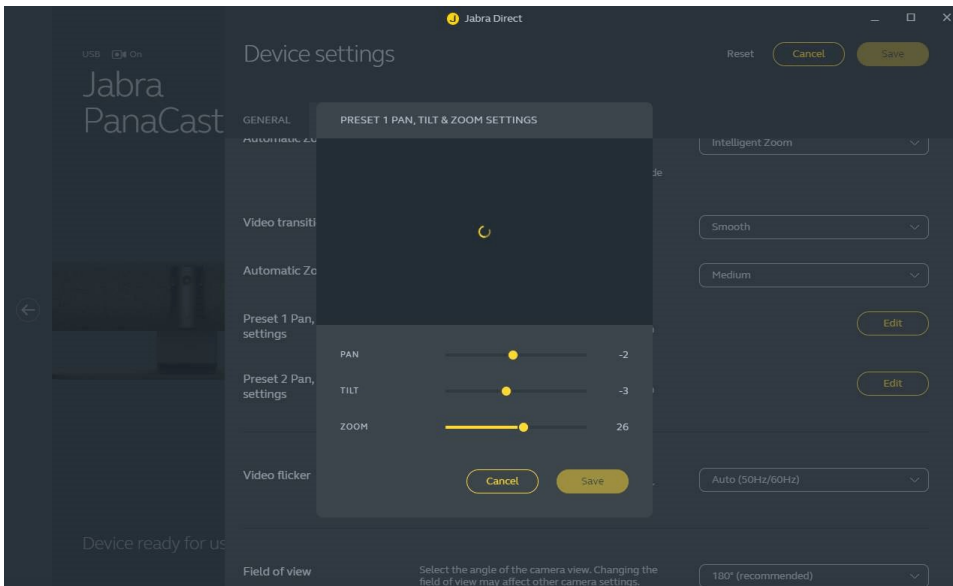 Jabra Direct
USB On
Device settings
Reset
Cancel
Save
Jabra
PanaCast
GENERAL
PRESET 1 PAN, TILT & ZOOM SETTINGS
Automatic Zo
Intelligent Zoom
de
Video transiti
Smooth
Automatic Zo
Medium
Preset 1 Pan,
settings
Edit
PAN
-2
Preset 2 Pan,
settings
Edit
TILT
-3
ZOOM
26
Video flicker
Cancel
Save
Auto (50Hz/60Hz)
Device ready for us
Field of view
Select the angle of the camera view. Changing the
field of view may affect other camera settings.
180° (recommended)